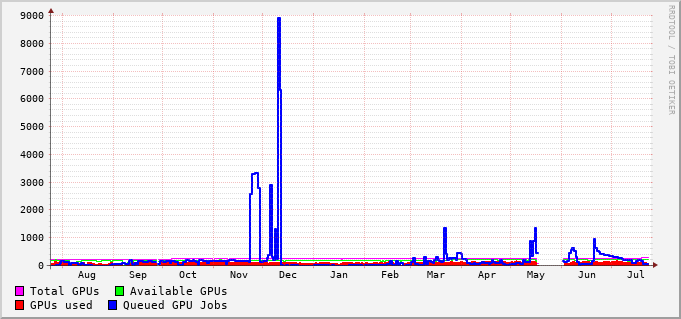 9000
8000
7000
6000
5000
4000
3000
2000
1000
0
Aug Sep Oct Nov Dec Jan Feb Mar Apr May Jun Jul
Total GPUs Available GPUs
GPUs used Queued GPU Jobs
RRDTOOL / TOBI OETIKER